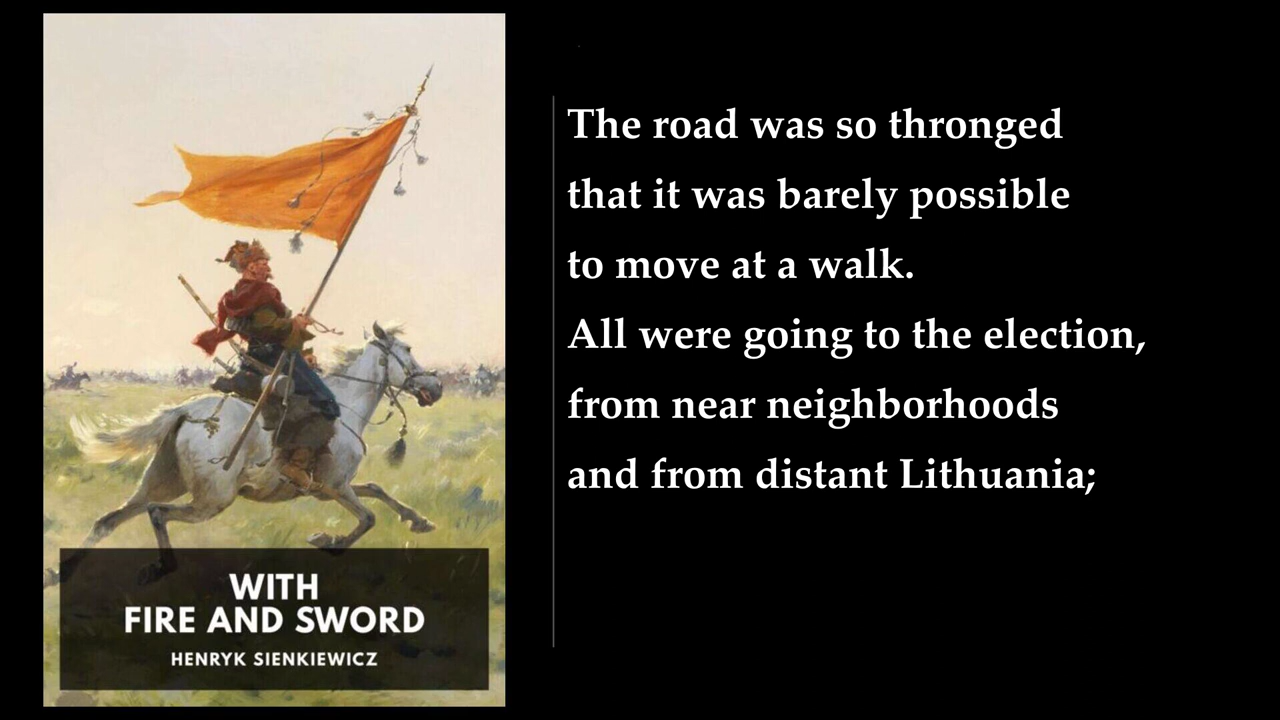 WITH
FIRE AND SWORD
HENRYK SIENKIEWICZ
The road was so thronged
that it was barely possible
to move at a walk.
All were going to the election,
from near neighborhoods
and from distant Lithuania;